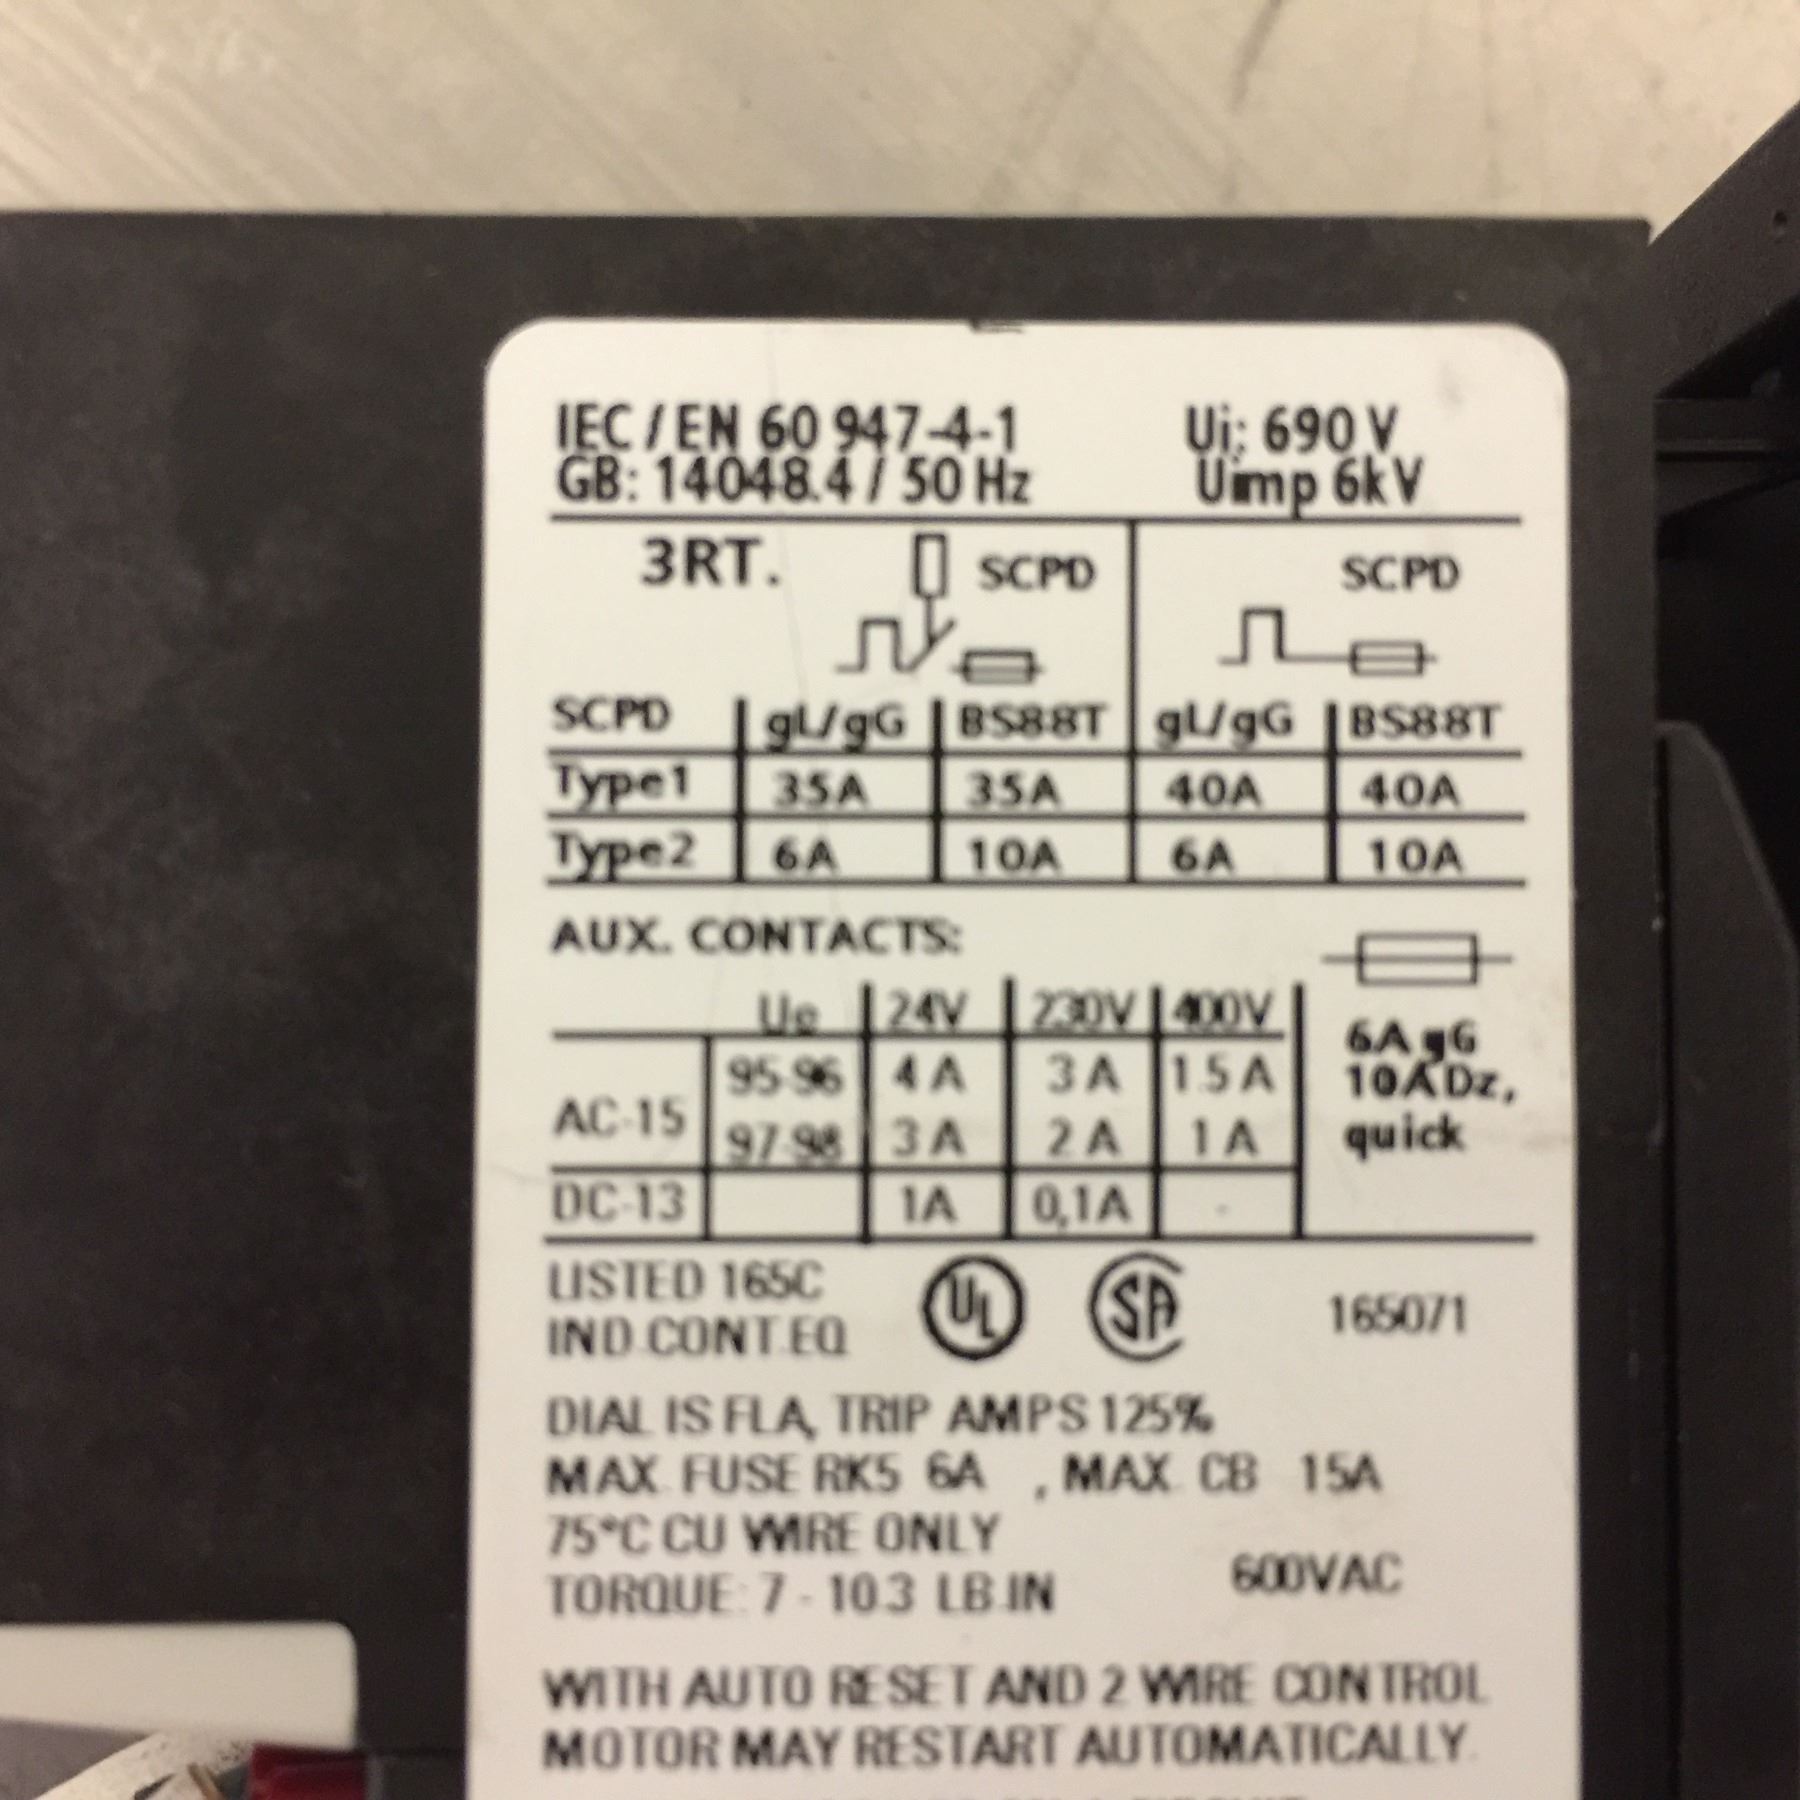 IEC / EN 60 947-4-1 Ui: 690 V
GB: 14048.4 / 50 Hz Uimp 6kV
3RT. SCPD SCPD
SCPD gL/gG BS88T gL/gG BS88T
Type1 35A 35A 40A 40A
Type2 6A 10A 6A 10A
AUX. CONTACTS:
Ue 24V 230V 400V
AC-15 95-96 4 A 3 A 1.5 A
97-98 3 A 2 A 1 A
DC-13 1A 0,1A -
6A gG
10A Dz,
quick
LISTED 165C
IND.CONT.EQ
UL
SA
165071
DIAL IS FLA, TRIP AMPS 125%
MAX. FUSE RK5 6A , MAX. CB 15A
75°C CU WIRE ONLY
TORQUE: 7 - 10.3 LB.IN 600VAC
WITH AUTO RESET AND 2 WIRE CONTROL
MOTOR MAY RESTART AUTOMATICALLY.